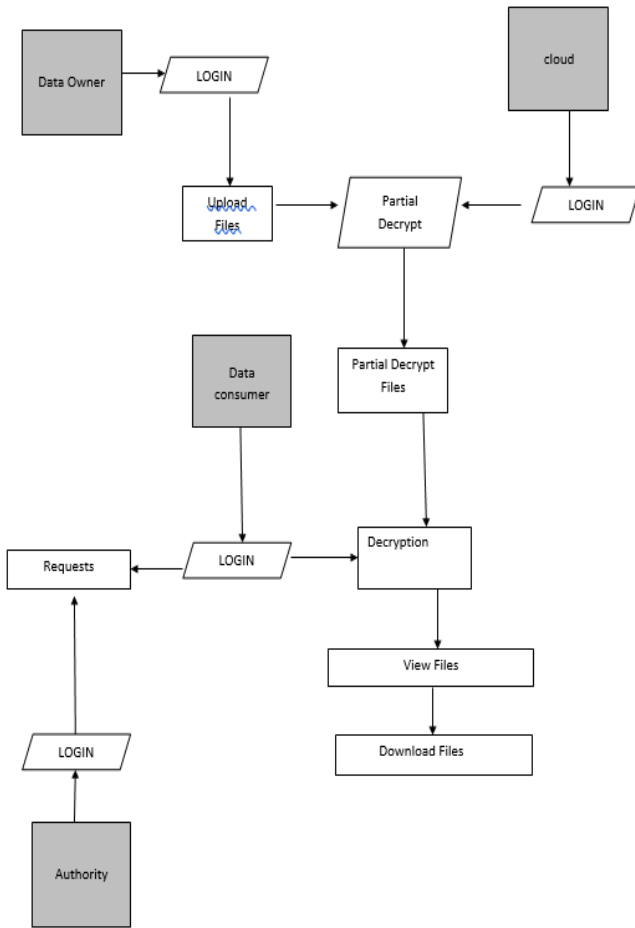 Data Owner
LOGIN
cloud
Upload
Files
Partial
Decrypt
LOGIN
Data
consumer
Partial Decrypt
Files
Requests
LOGIN
Decryption
View Files
LOGIN
Download Files
Authority